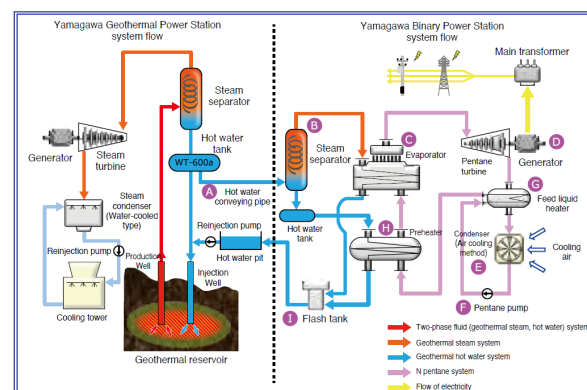 Yamagawa Geothermal Power Station
system flow
Yamagawa Binary Power Station
system flow
Main transformer
Steam
separator
Generator
Steam
turbine
Hot water
tank
WT-600a
A
Hot water
conveying pipe
B
Steam
separator
C
Evaporator
Pentane
turbine
D
Generator
G
Feed liquid
heater
Steam
condenser
(Water-cooled
type)
Reinjection pump
Production
Well
Cooling tower
Reinjection pump
Hot water pit
Injection
Well
Hot water
tank
H
Preheater
Condenser
(Air cooling
method)
E
Cooling
air
F
Pentane pump
I
Flash tank
Geothermal reservoir
Two-phase fluid (geothermal steam, hot water) system
Geothermal steam system
Geothermal hot water system
N pentane system
Flow of electricity